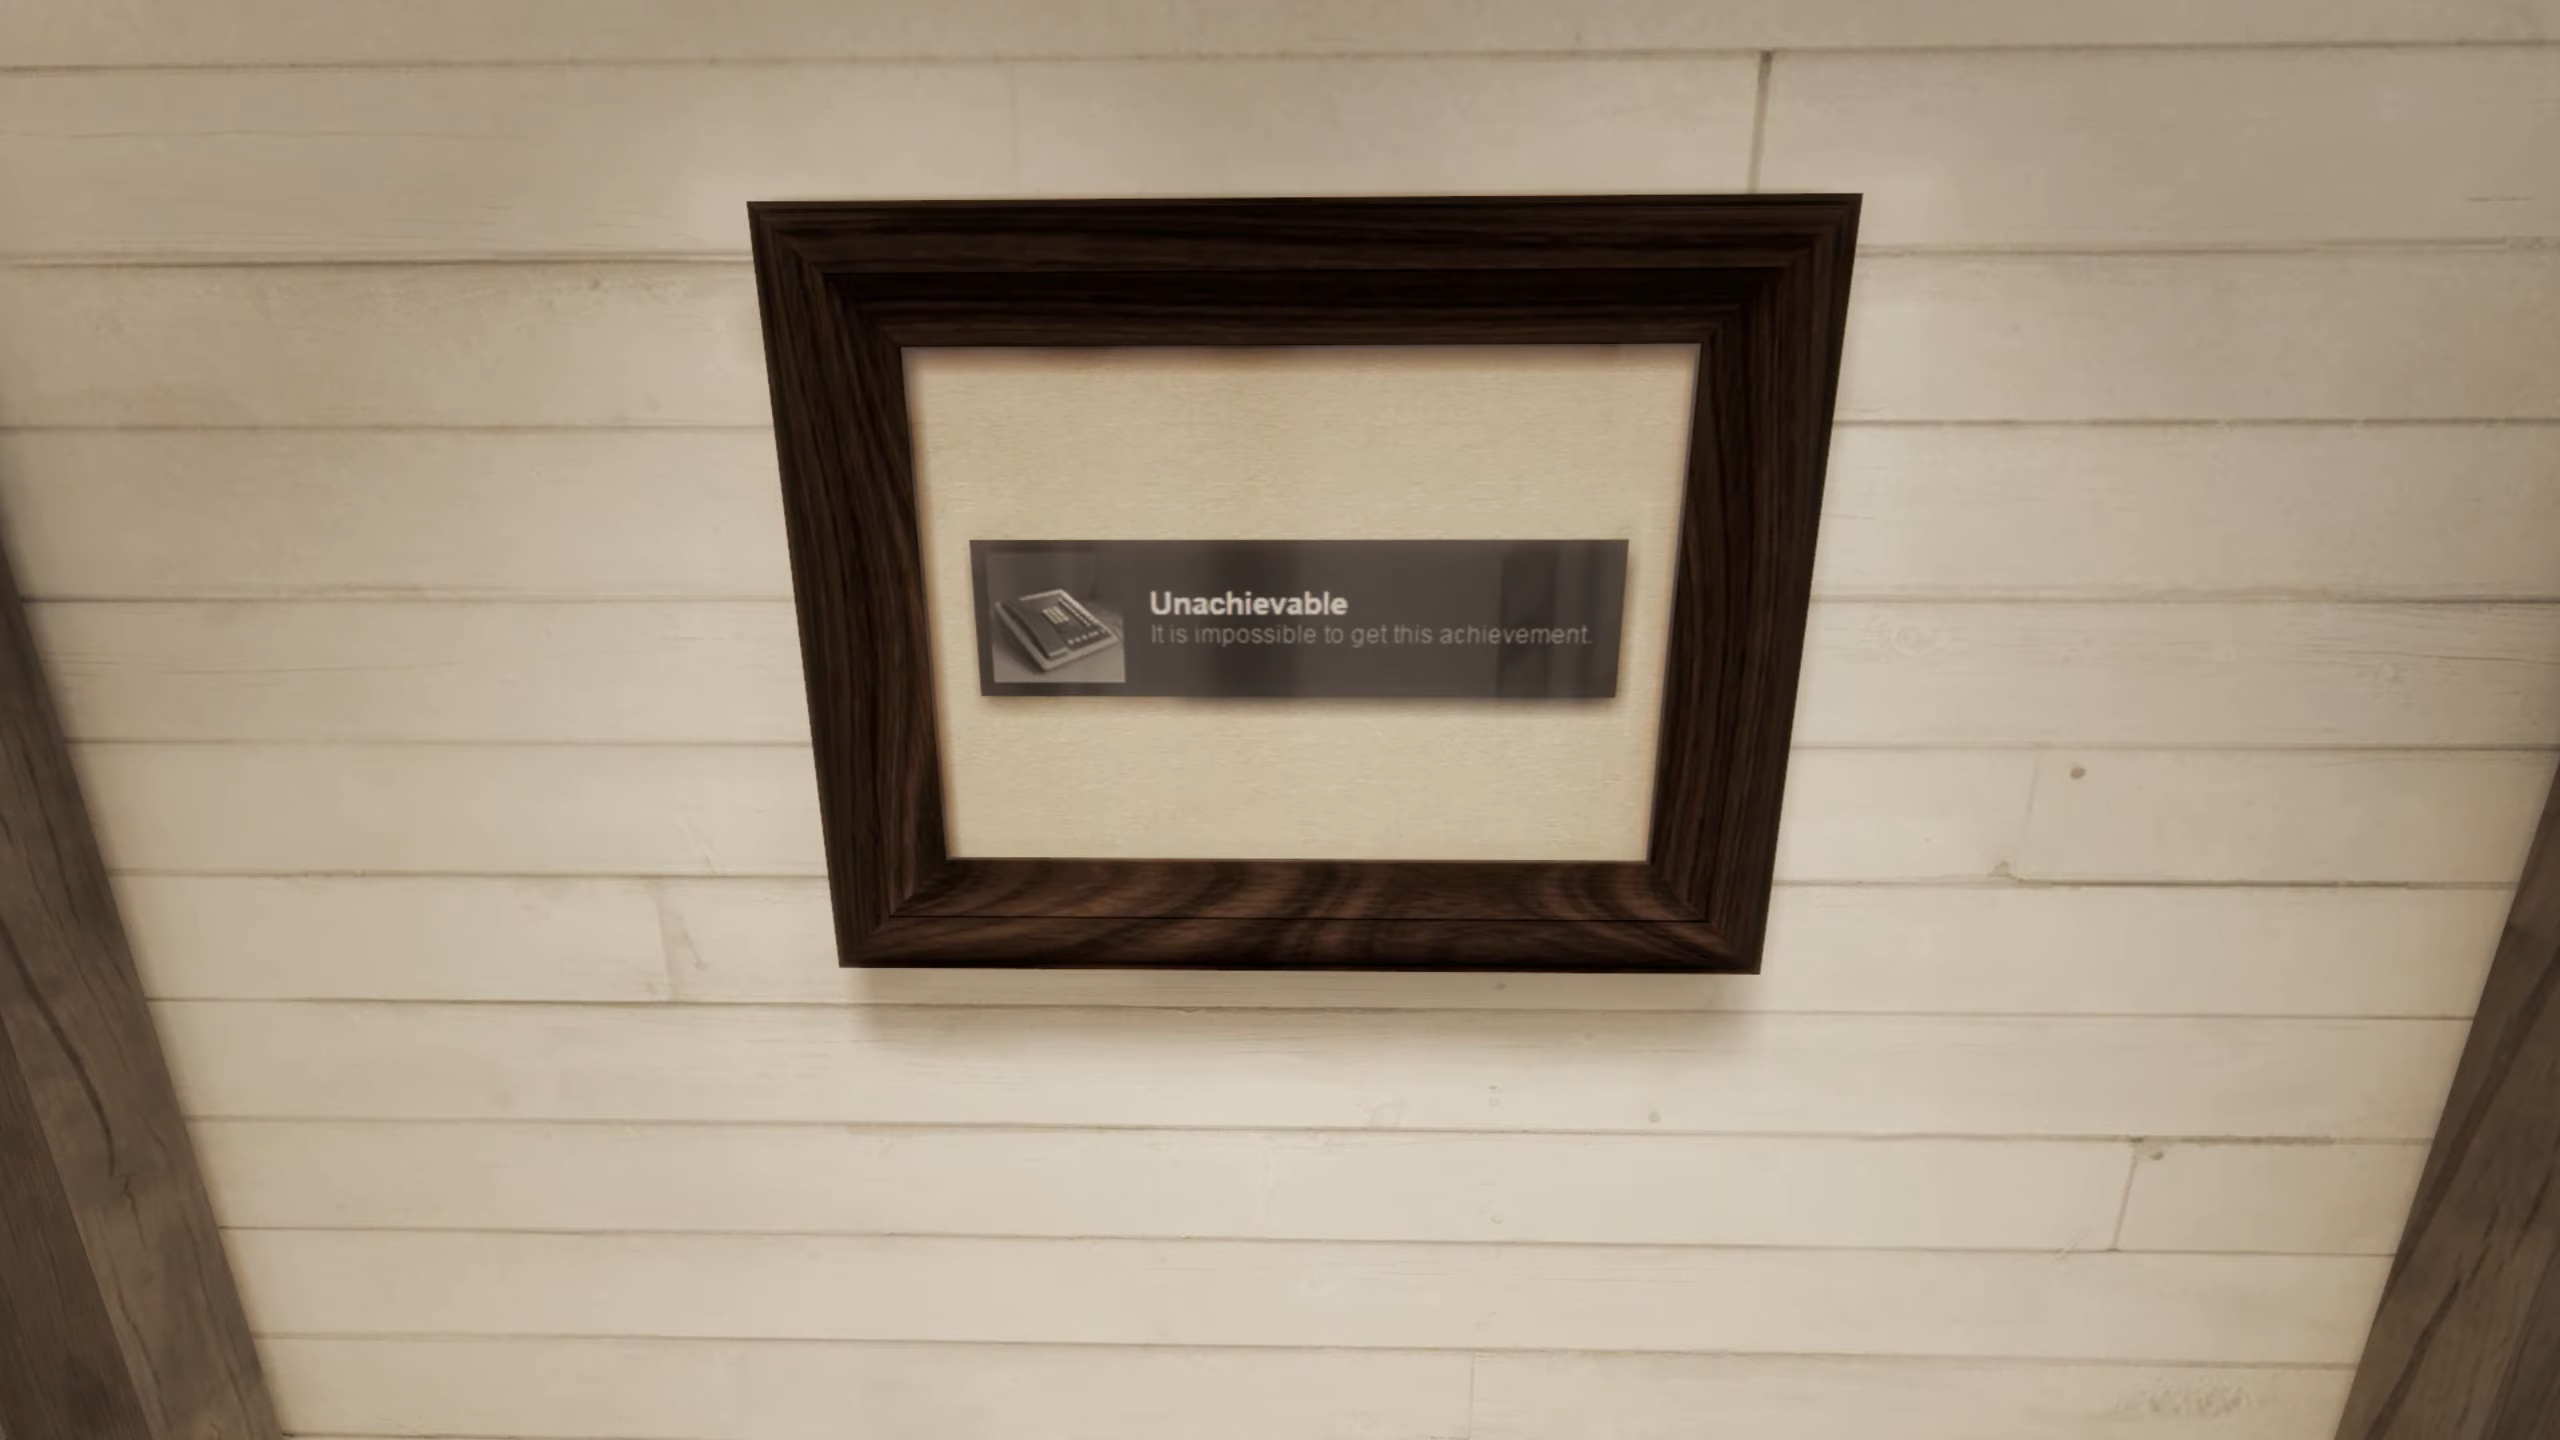 Unachievable
It is impossible to get this achievement.